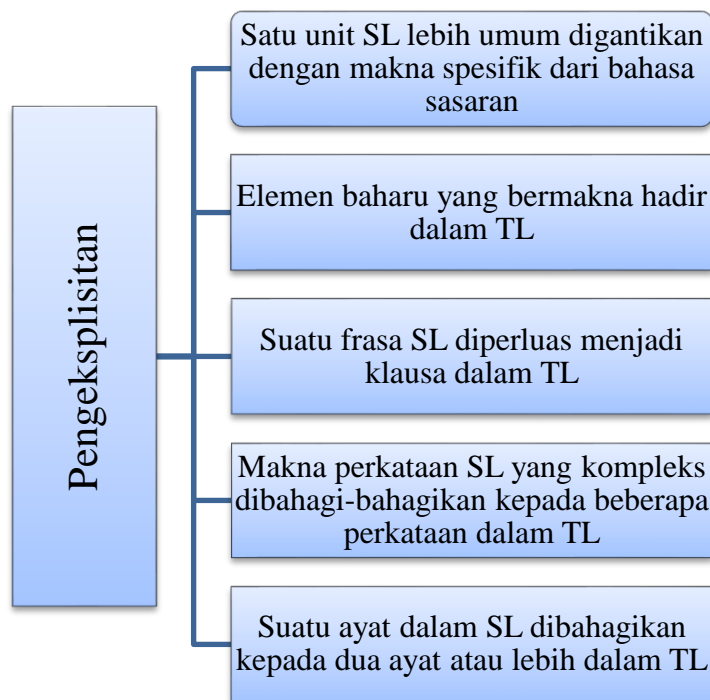 Pengeksplisitan
Satu unit SL lebih umum digantikan
dengan makna spesifik dari bahasa
sasaran
Elemen baharu yang bermakna hadir
dalam TL
Suatu frasa SL diperluas menjadi
klausa dalam TL
Makna perkataan SL yang kompleks
dibahagi-bahagikan kepada beberapa
perkataan dalam TL
Suatu ayat dalam SL dibahagikan
kepada dua ayat atau lebih dalam TL